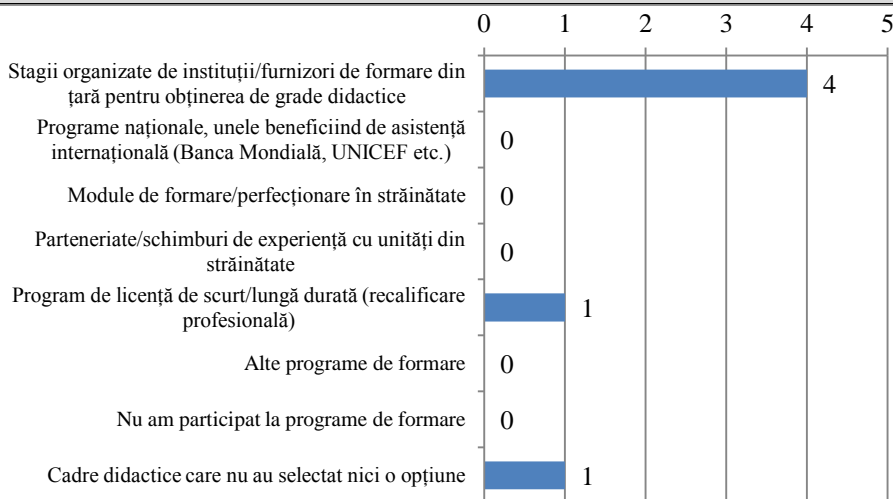 0 1 2 3 4 5
Stagii organizate de instituții/furnizori de formare din
țară pentru obținerea de grade didactice
4
Programe naționale, unele beneficiind de asistență
internațională (Banca Mondială, UNICEF etc.)
0
Module de formare/perfecționare în străinătate
0
Parteneriate/schimburi de experiență cu unități din
străinătate
0
Program de licență de scurt/lungă durată (recalificare
profesională)
1
Alte programe de formare
0
Nu am participat la programe de formare
0
Cadre didactice care nu au selectat nici o opțiune
1